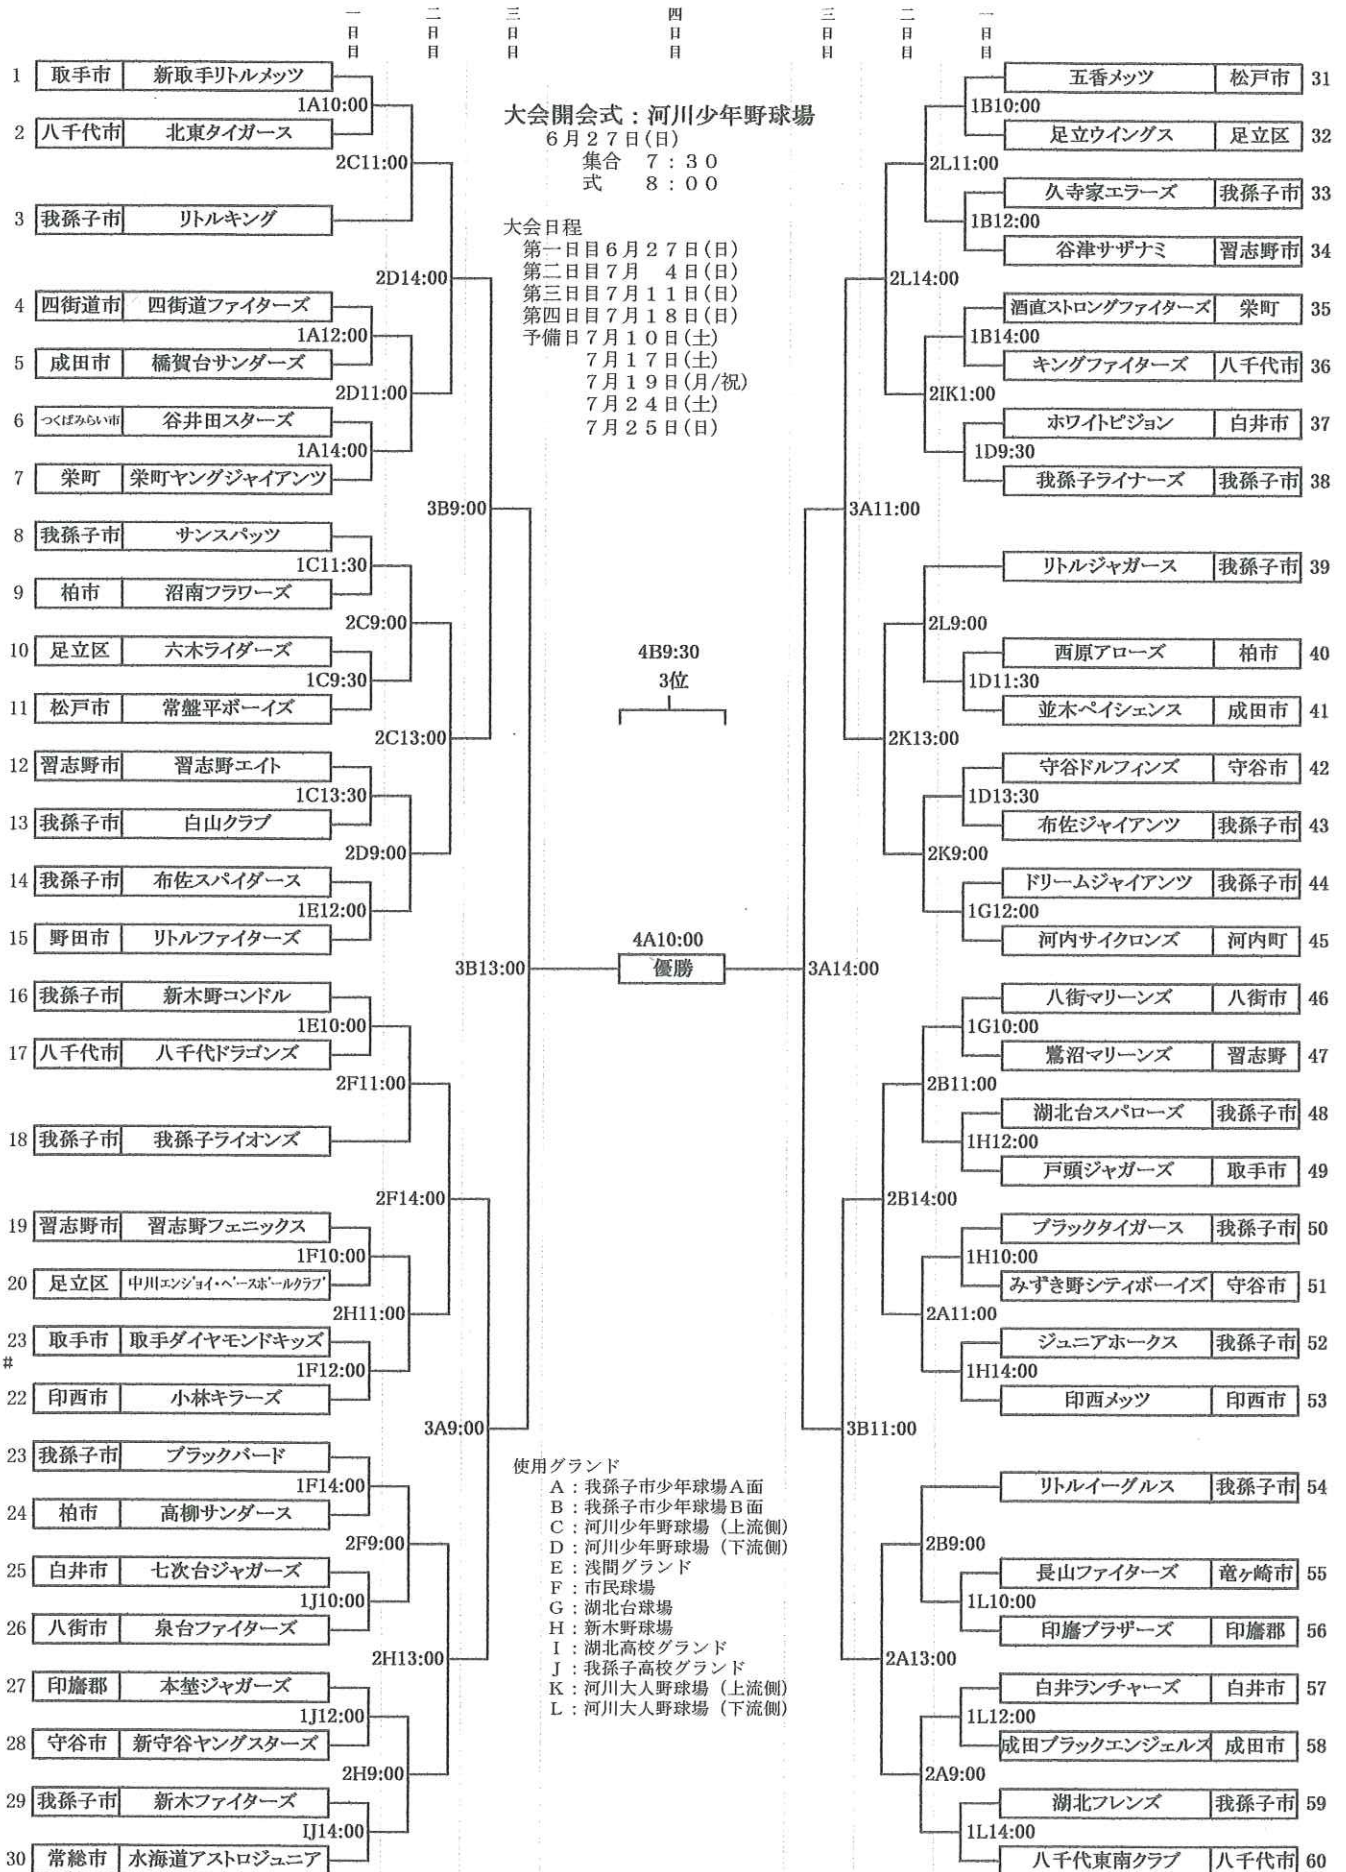 一日目 二日目 三日目 四日目 三日目 二日目 一日目
大会開会式：河川少年野球場
６月２７日(日)
集合 ７：３０
式 ８：００
大会日程
第一日目６月２７日(日)
第二日目７月 ４日(日)
第三日目７月１１日(日)
第四日目７月１８日(日)
予備日７月１０日(土)
７月１７日(土)
７月１９日(月/祝)
７月２４日(土)
７月２５日(日)
1 取手市 新取手リトルメッツ
1A10:00
2 八千代市 北東タイガース
2C11:00
3 我孫子市 リトルキング
2D14:00
4 四街道市 四街道ファイターズ
1A12:00
5 成田市 橋賀台サンダーズ
2D11:00
6 つくばみらい市 谷井田スターズ
1A14:00
7 栄町 栄町ヤングジャイアンツ
3B9:00
8 我孫子市 サンスパッツ
1C11:30
9 柏市 沼南フラワーズ
2C9:00
10 足立区 六木ライダーズ
1C9:30
11 松戸市 常盤平ボーイズ
2C13:00
12 習志野市 習志野エイト
1C13:30
13 我孫子市 白山クラブ
2D9:00
14 我孫子市 布佐スパイダース
1E12:00
15 野田市 リトルファイターズ
3B13:00
16 我孫子市 新木野コンドル
1E10:00
17 八千代市 八千代ドラゴンズ
2F11:00
18 我孫子市 我孫子ライオンズ
2F14:00
19 習志野市 習志野フェニックス
1F10:00
20 足立区 中川エンジョイ・ベースボールクラブ
2H11:00
23 取手市 取手ダイヤモンドキッズ
#
1F12:00
22 印西市 小林キラーズ
3A9:00
23 我孫子市 ブラックバード
1F14:00
24 柏市 高柳サンダース
2F9:00
25 白井市 七次台ジャガーズ
1J10:00
26 八街市 泉台ファイターズ
2H13:00
27 印旛郡 本埜ジャガーズ
1J12:00
28 守谷市 新守谷ヤングスターズ
2H9:00
29 我孫子市 新木ファイターズ
IJ14:00
30 常総市 水海道アストロジュニア
4B9:30
3位
4A10:00
優勝
使用グランド
A：我孫子市少年球場A面
B：我孫子市少年球場B面
C：河川少年野球場（上流側）
D：河川少年野球場（下流側）
E：浅間グランド
F：市民球場
G：湖北台球場
H：新木野球場
I：湖北高校グランド
J：我孫子高校グランド
K：河川大人野球場（上流側）
L：河川大人野球場（下流側）
五香メッツ 松戸市 31
1B10:00
足立ウイングス 足立区 32
2L11:00
久寺家エラーズ 我孫子市 33
1B12:00
谷津サザナミ 習志野市 34
2L14:00
酒直ストロングファイターズ 栄町 35
1B14:00
キングファイターズ 八千代市 36
2IK1:00
ホワイトピジョン 白井市 37
1D9:30
我孫子ライナーズ 我孫子市 38
3A11:00
リトルジャガース 我孫子市 39
2L9:00
西原アローズ 柏市 40
1D11:30
並木ペイシェンス 成田市 41
2K13:00
守谷ドルフィンズ 守谷市 42
1D13:30
布佐ジャイアンツ 我孫子市 43
2K9:00
ドリームジャイアンツ 我孫子市 44
1G12:00
河内サイクロンズ 河内町 45
3A14:00
八街マリーンズ 八街市 46
1G10:00
鷺沼マリーンズ 習志野 47
2B11:00
湖北台スパローズ 我孫子市 48
1H12:00
戸頭ジャガーズ 取手市 49
2B14:00
ブラックタイガース 我孫子市 50
1H10:00
みずき野シティボーイズ 守谷市 51
2A11:00
ジュニアホークス 我孫子市 52
1H14:00
印西メッツ 印西市 53
3B11:00
リトルイーグルス 我孫子市 54
2B9:00
長山ファイターズ 竜ヶ崎市 55
1L10:00
印旛ブラザーズ 印旛郡 56
2A13:00
白井ランチャーズ 白井市 57
1L12:00
成田ブラックエンジェルス 成田市 58
2A9:00
湖北フレンズ 我孫子市 59
1L14:00
八千代東南クラブ 八千代市 60